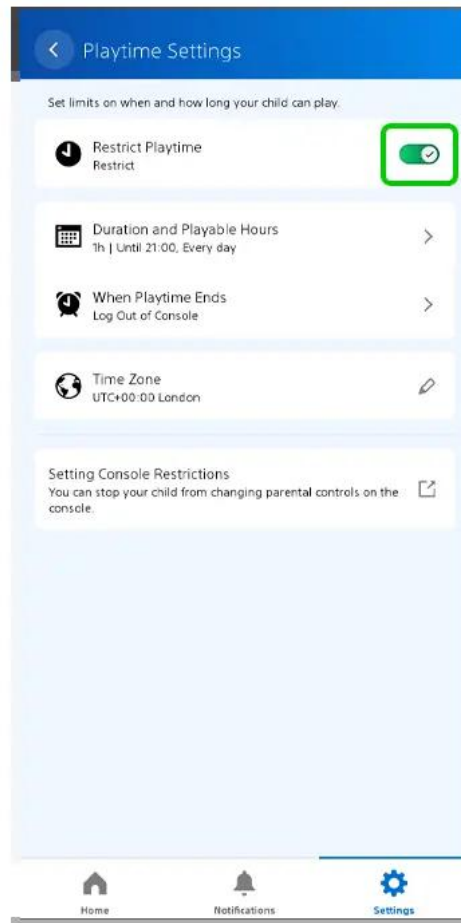 Playtime Settings
Set limits on when and how long your child can play.
Restrict Playtime
Restrict
Duration and Playable Hours
1h | Until 21:00, Every day
When Playtime Ends
Log Out of Console
Time Zone
UTC+00:00 London
Setting Console Restrictions
You can stop your child from changing parental controls on the
console.
Home
Notifications
Settings